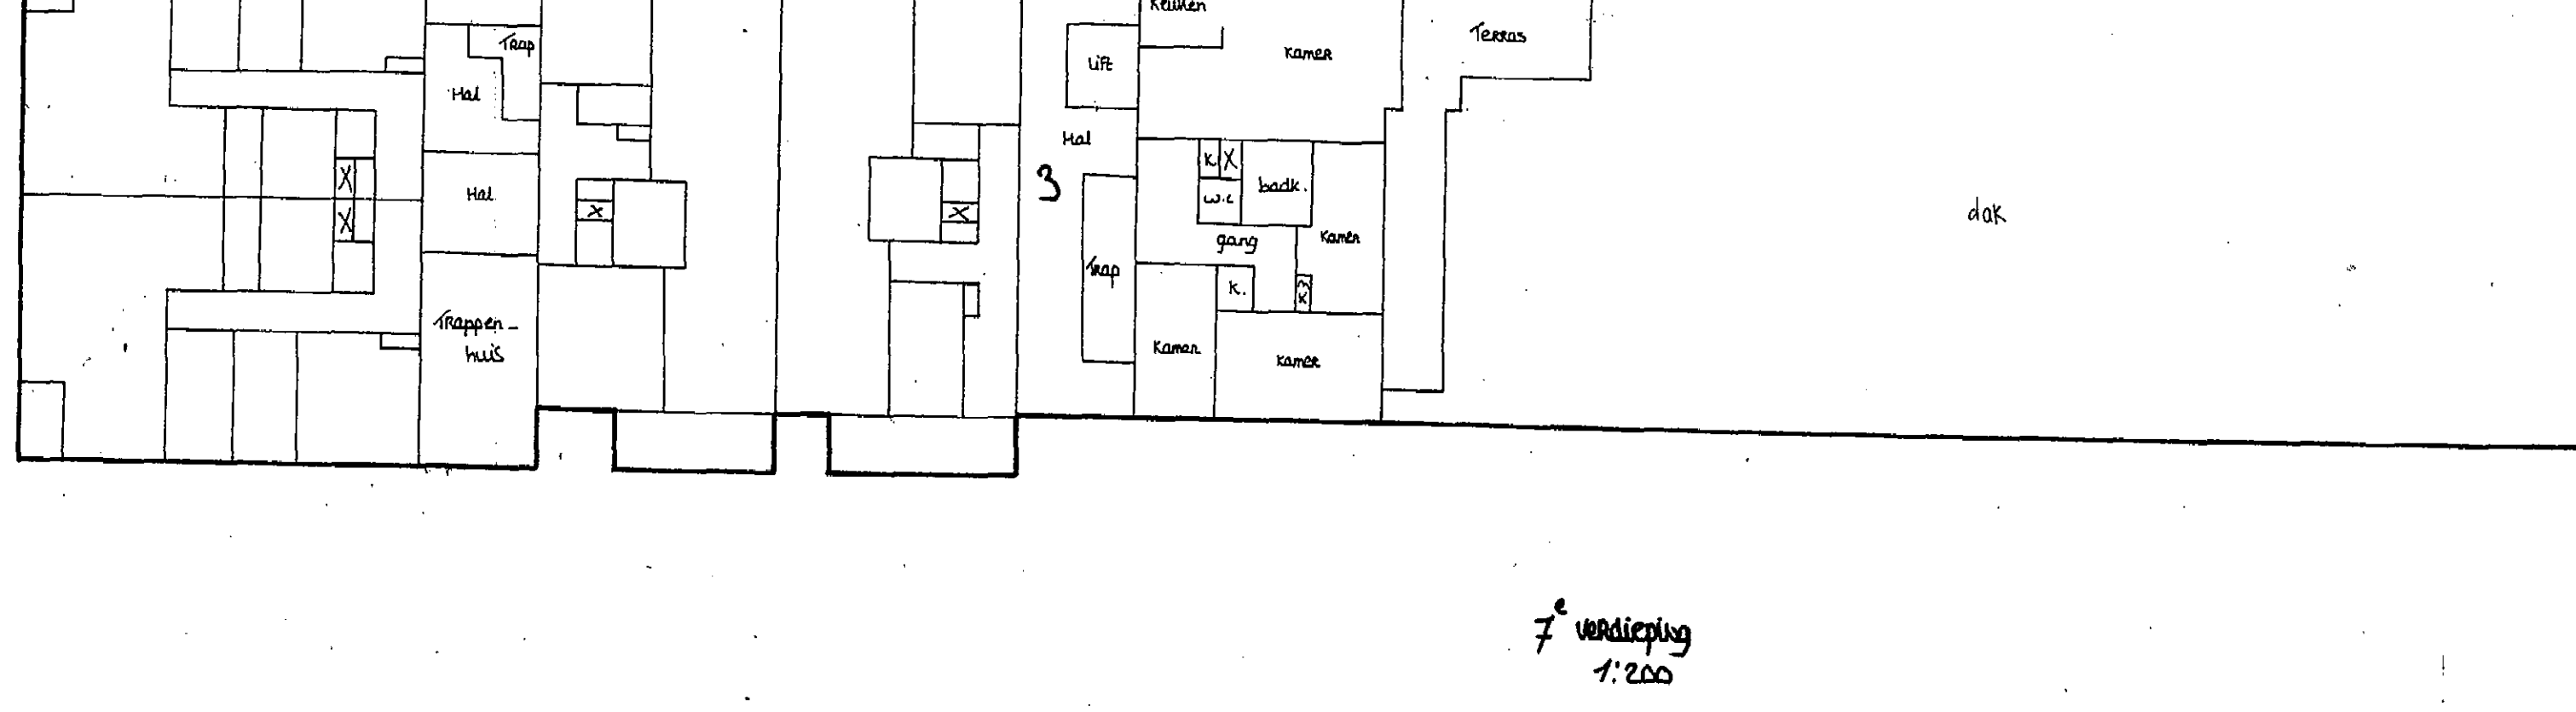 Keuken
Trap
Kamer
Terras
Lift
Hal
Hal
K X
badk.
X
Hal
w.c
3
X
X
dak
X
gang
Kamer
Trap
K.
Trappen-
huis
Kamer
Kamer
7e verdieping
1:200